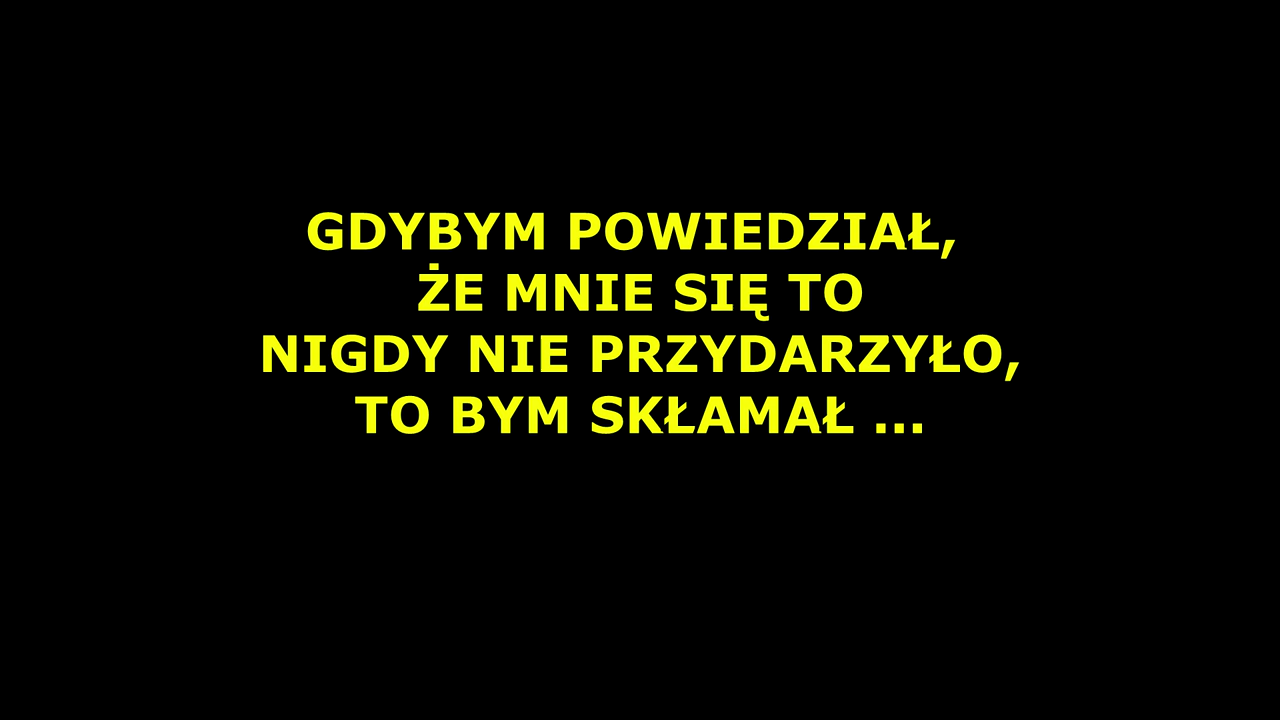 GDYBYM POWIEDZIAŁ,
ŻE MNIE SIĘ TO
NIGDY NIE PRZYDARZYŁO,
TO BYM SKŁAMAŁ ...